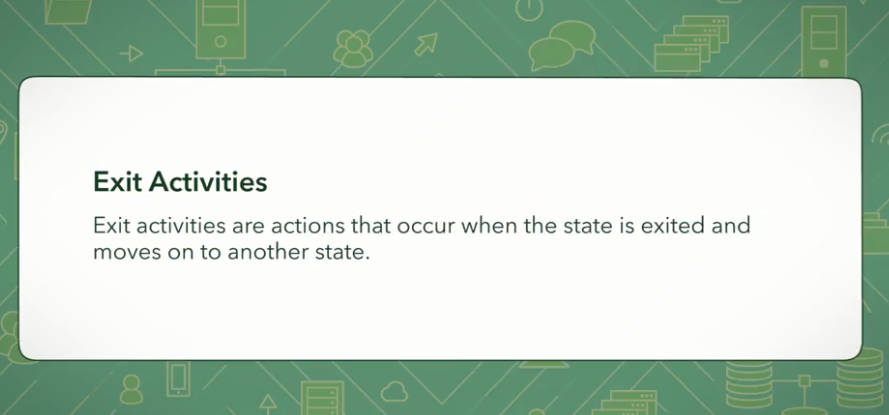 Exit Activities
Exit activities are actions that occur when the state is exited and
moves on to another state.